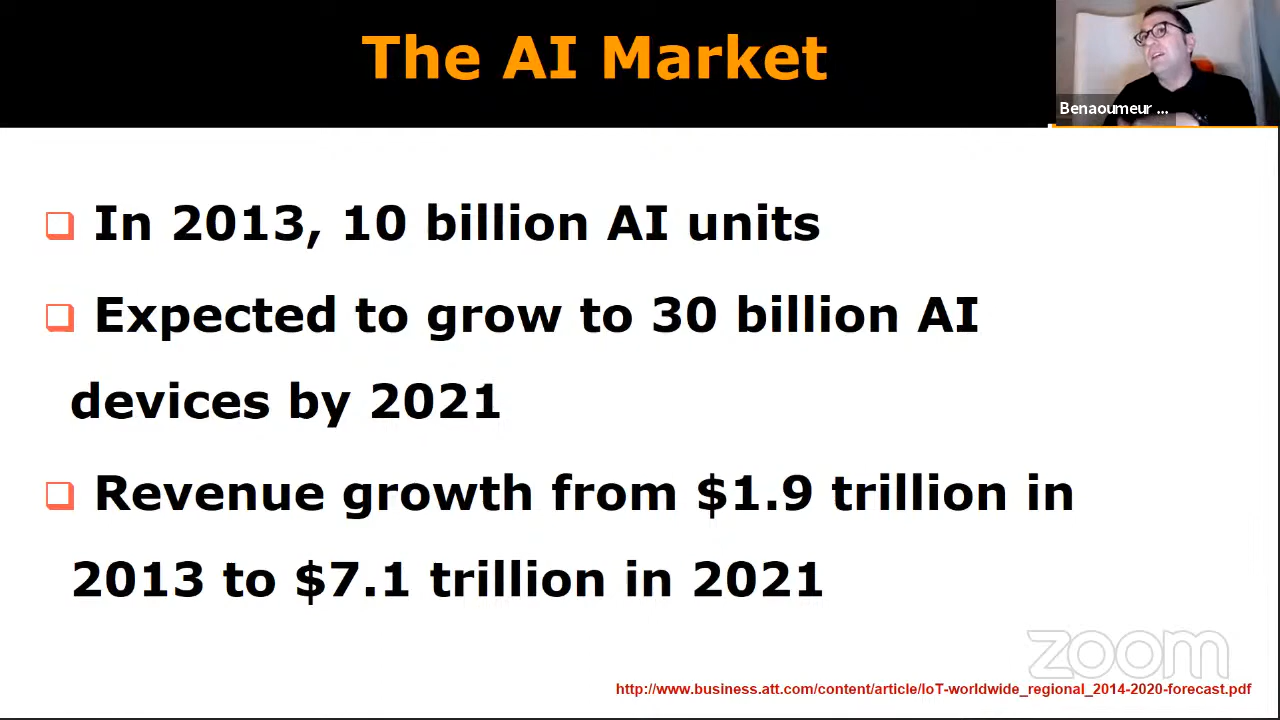 The AI Market
Benaoumeur ...
In 2013, 10 billion AI units
Expected to grow to 30 billion AI
devices by 2021
Revenue growth from $1.9 trillion in
2013 to $7.1 trillion in 2021
zoom
http://www.business.att.com/content/article/IoT-worldwide_regional_2014-2020-forecast.pdf